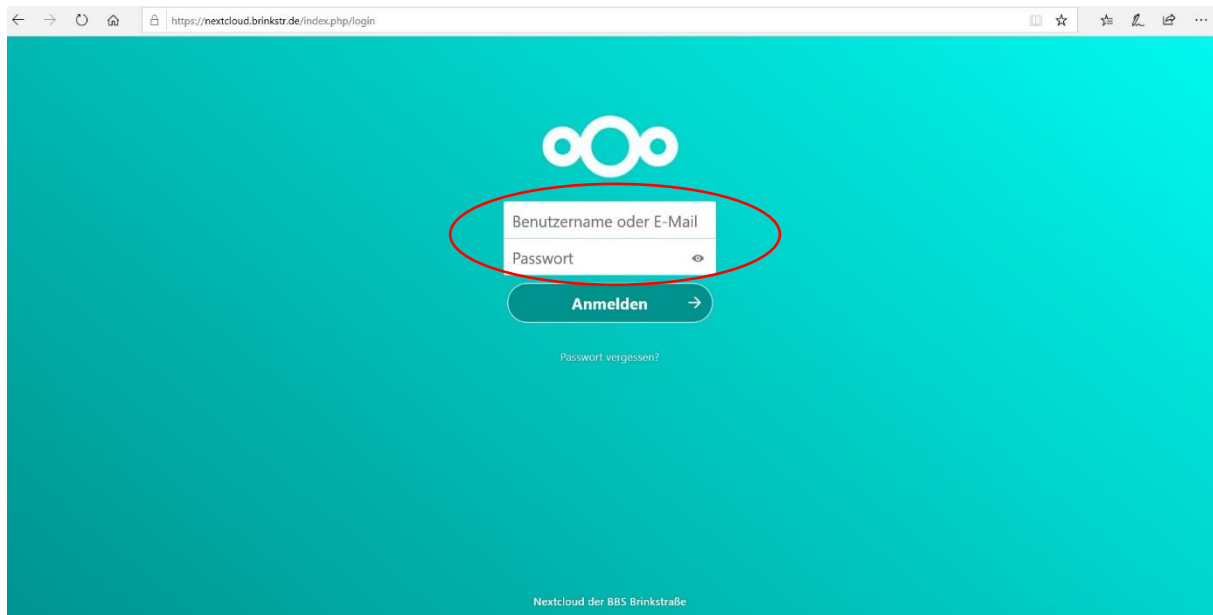 https://nextcloud.brinkstr.de/index.php/login
Benutzername oder E-Mail
Passwort
Anmelden
Passwort vergessen?
Nextcloud der BBS Brinkstraße